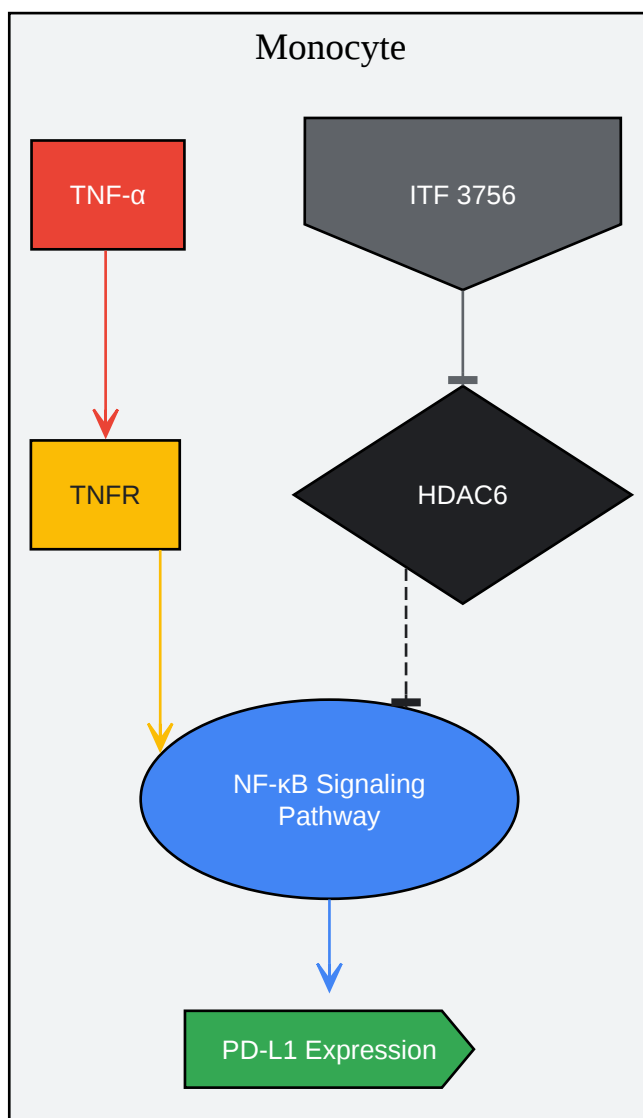 Monocyte
TNF-α
ITF 3756
TNFR
HDAC6
NF-κB Signaling
Pathway
PD-L1 Expression